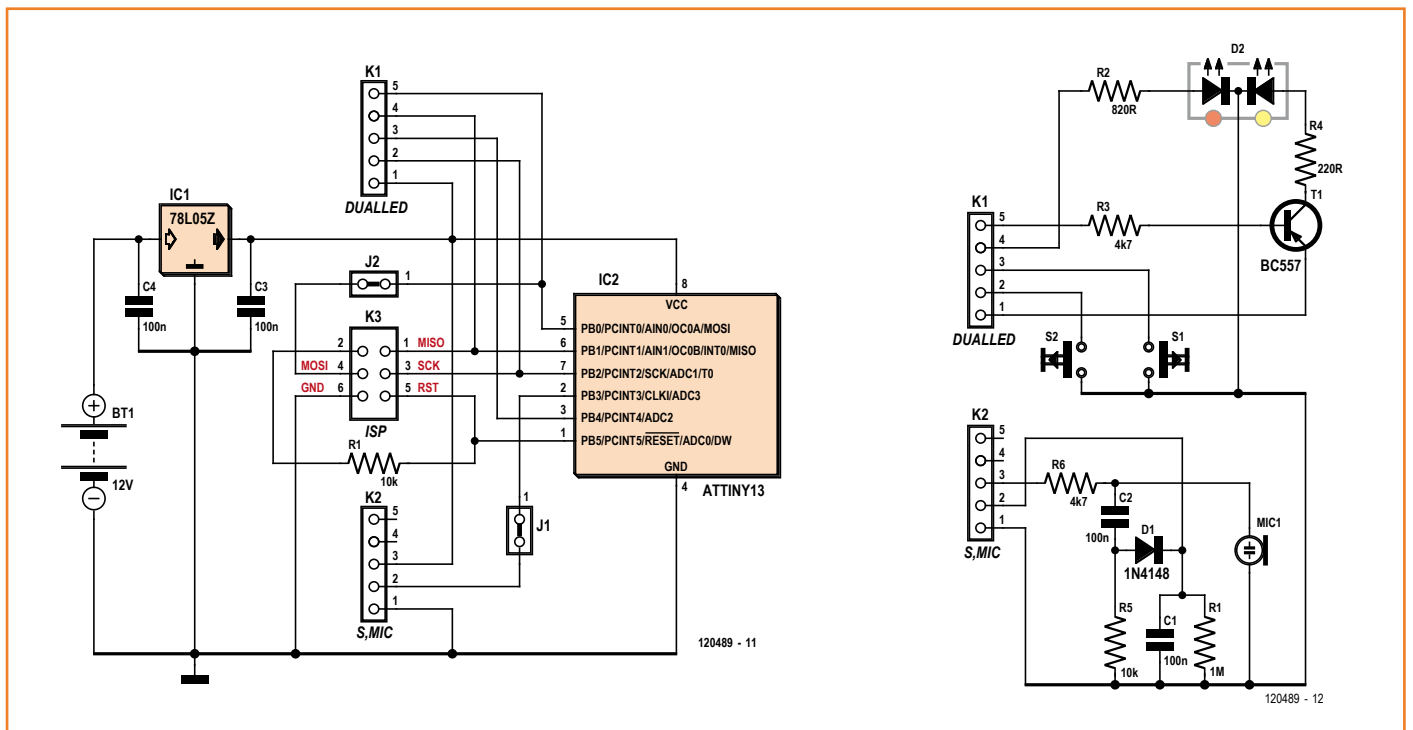 K1
5
4
3
2
1
DUALLED
IC1
78L05Z
C4
100n
C3
100n
BT1
12V
J2
1
K3
2
1
MISO
MOSI
4
3
SCK
GND
6
5
RST
ISP
R1
10k
K2
5
4
3
2
1
S,MIC
1
J1
IC2
8
VCC
5
PB0/PCINT0/AIN0/OC0A/MOSI
6
PB1/PCINT1/AIN1/OC0B/INT0/MISO
7
PB2/PCINT2/SCK/ADC1/T0
2
PB3/PCINT3/CLKI/ADC3
3
PB4/PCINT4/ADC2
1
PB5/PCINT5/RESET/ADC0/DW
GND
4
ATTINY13
120489 - 11
D2
R2
820R
R4
220R
T1
BC557
K1
5
4
3
2
1
DUALLED
R3
4k7
S2
S1
K2
5
4
3
2
1
S,MIC
R6
4k7
C2
100n
D1
1N4148
MIC1
R5
10k
C1
100n
R1
1M
120489 - 12